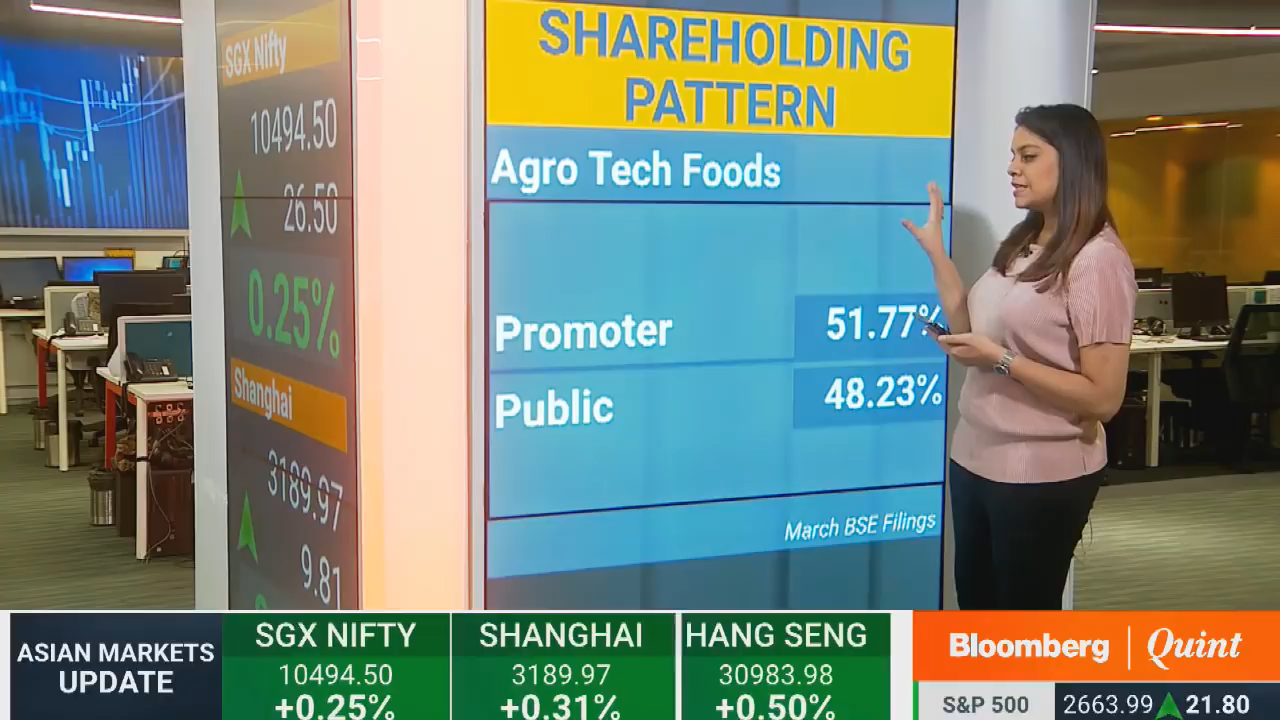 SGX Nifty
10494.50
26.50
0.25%
Shanghai
3189.97
9.81
SHAREHOLDING
PATTERN
Agro Tech Foods
Promoter 51.77%
Public 48.23%
March BSE Filings
ASIAN MARKETS
UPDATE
SGX NIFTY
10494.50
+0.25%
SHANGHAI
3189.97
+0.31%
HANG SENG
30983.98
+0.50%
Bloomberg | Quint
S&P 500 2663.99 21.80